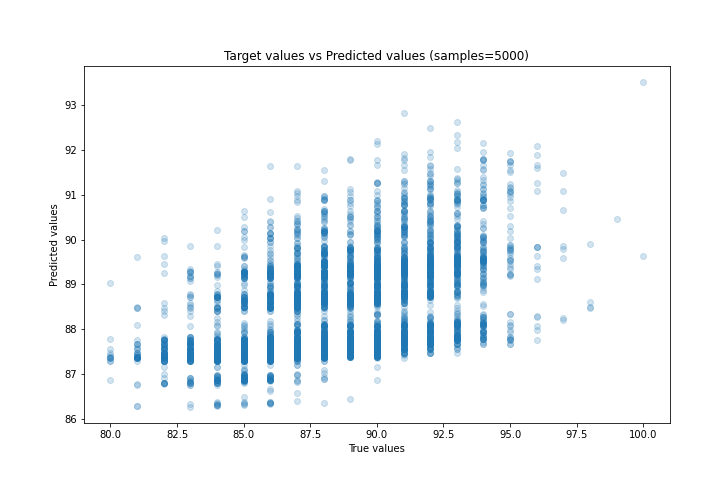 Target values vs Predicted values (samples=5000)
93
92
91
90
89
88
87
86
Predicted values
80.0 82.5 85.0 87.5 90.0 92.5 95.0 97.5 100.0
True values